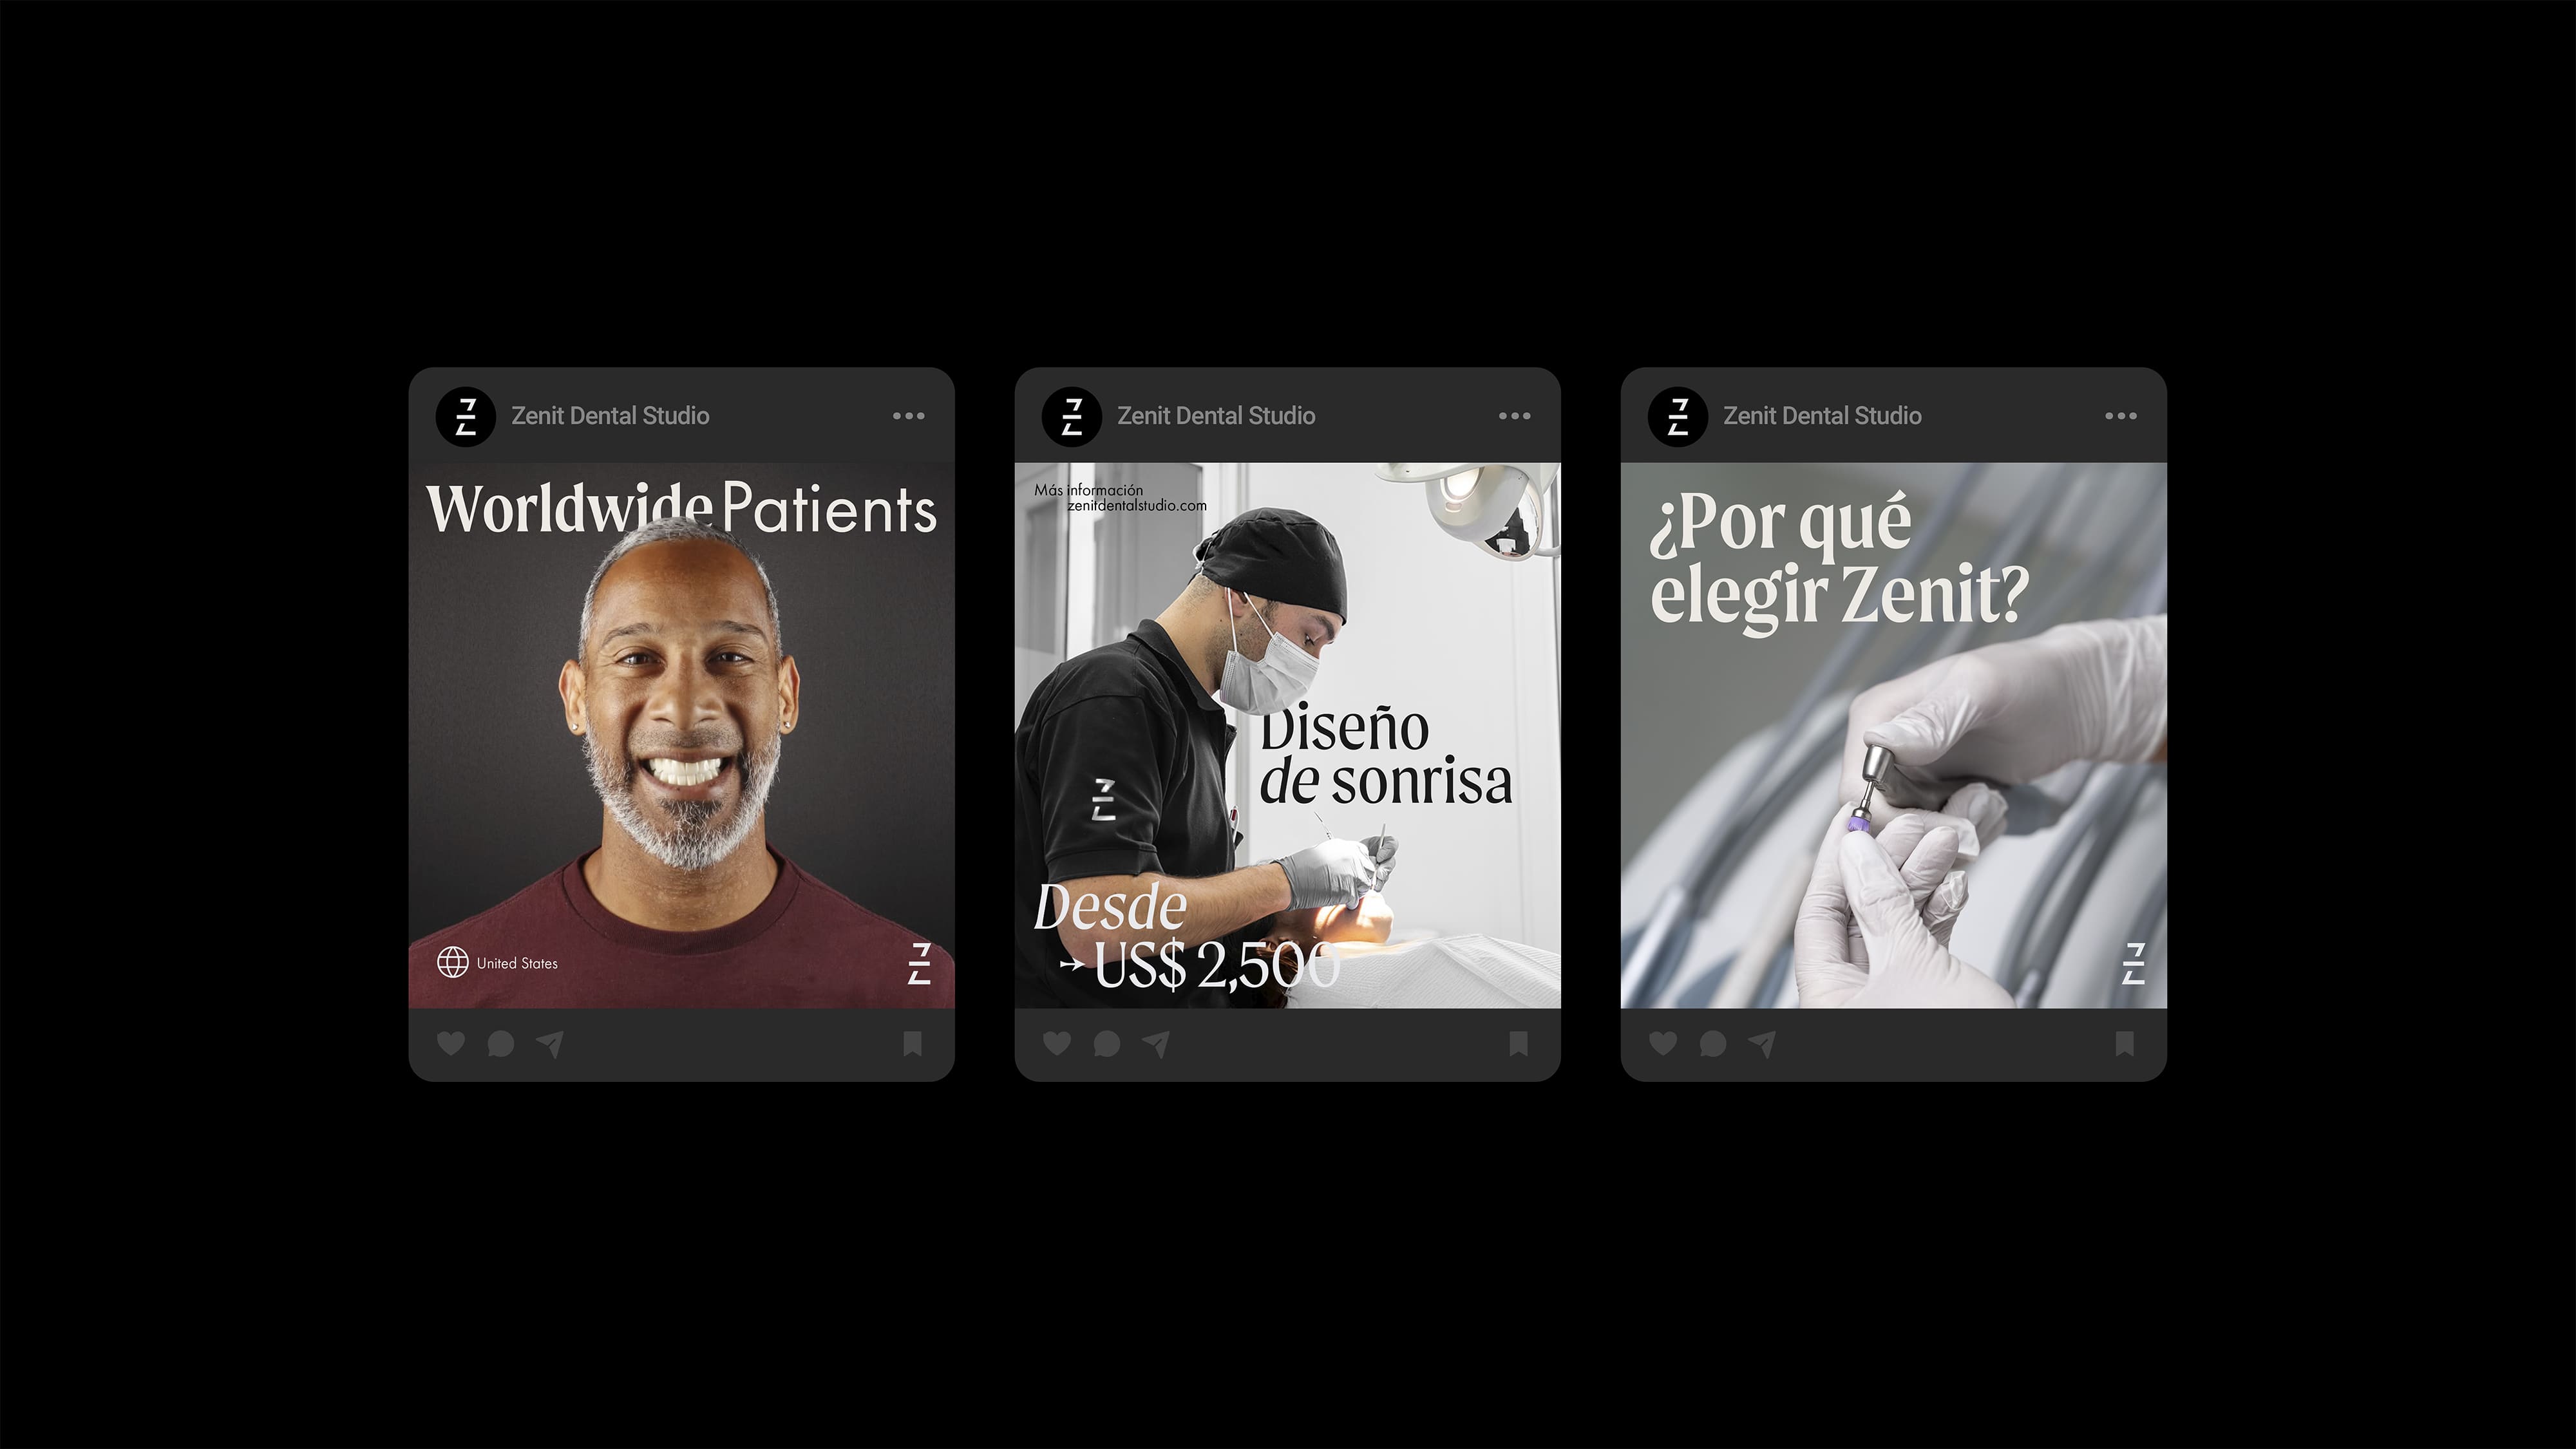 Zenit Dental Studio
Worldwide Patients
United States
Zenit Dental Studio
Más información
zenitdentalstudio.com
Diseño
de sonrisa
Desde
US$ 2,500
Zenit Dental Studio
¿Por qué
elegir Zenit?